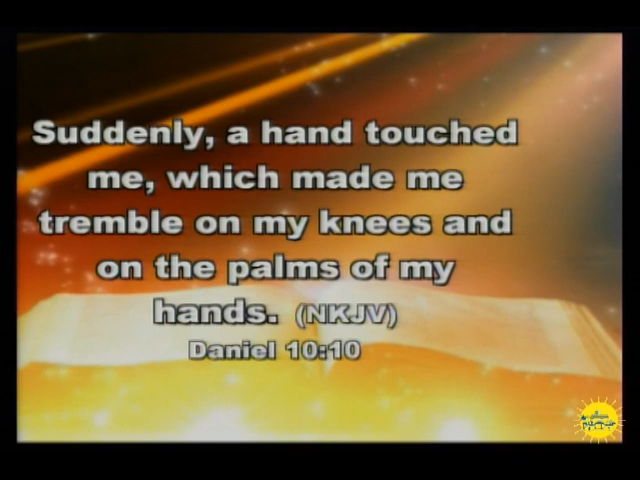 Suddenly, a hand touched
me, which made me
tremble on my knees and
on the palms of my
hands. (NKJV)
Daniel 10:10